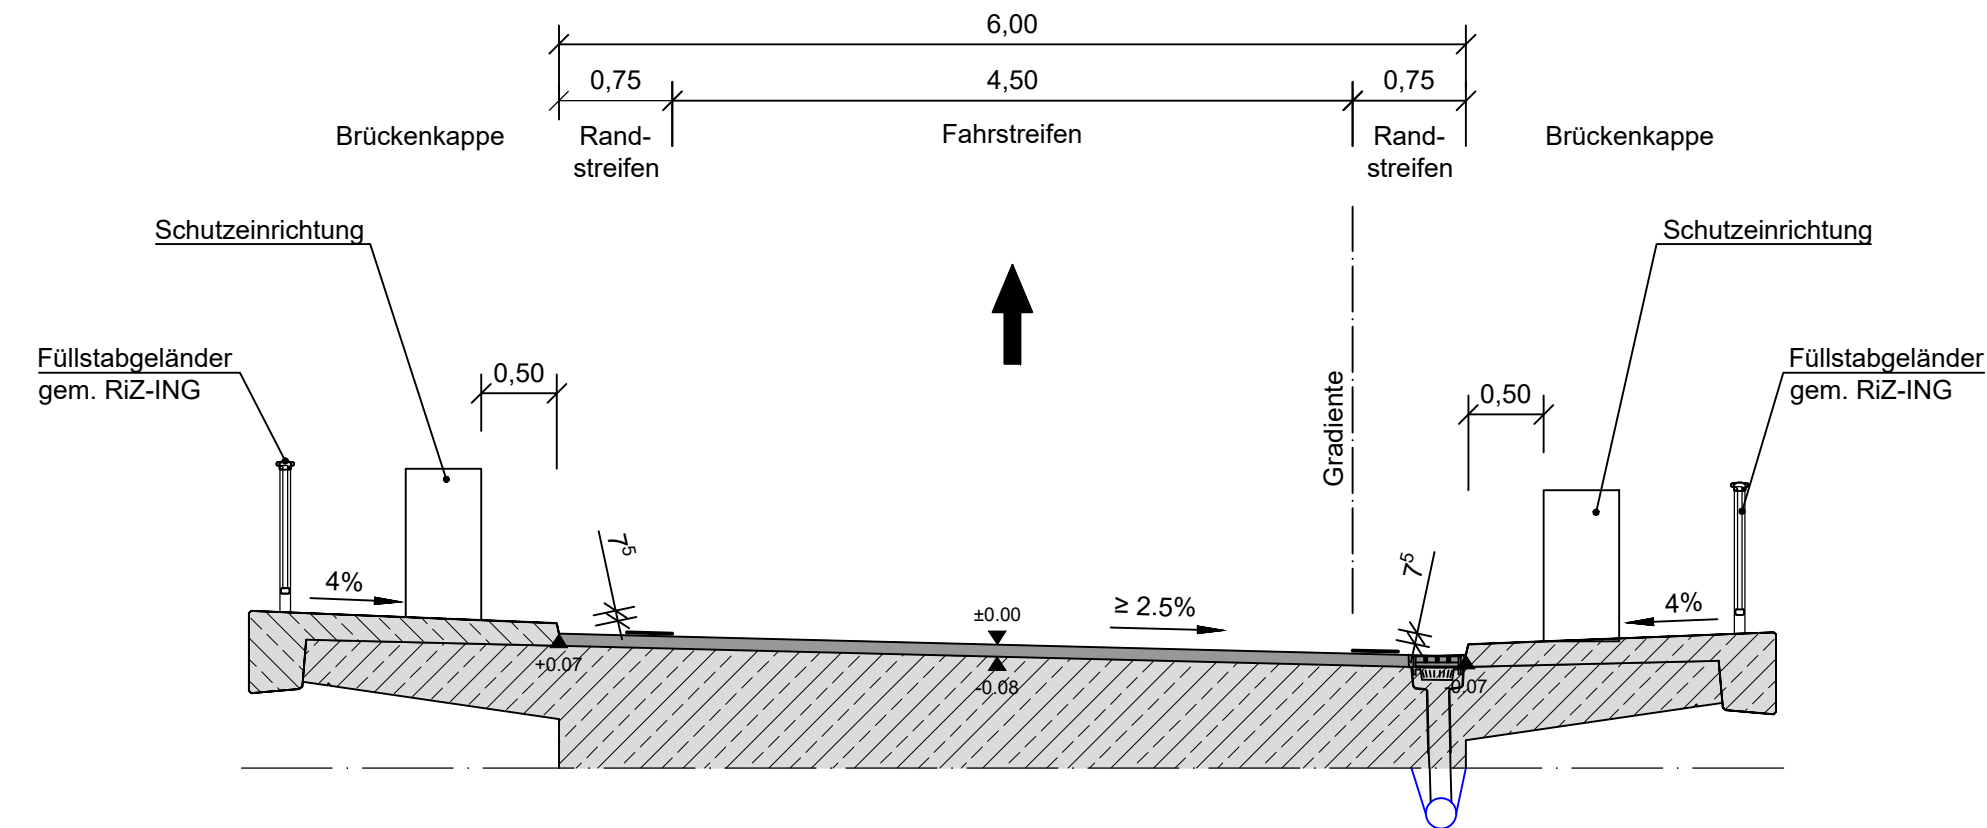 6,00
0,75
4,50
0,75
Brückenkappe
Rand-
streifen
Fahrstreifen
Rand-
streifen
Brückenkappe
Schutzeinrichtung
Schutzeinrichtung
Füllstabgeländer
gem. RiZ-ING
0,50
Gradiente
0,50
Füllstabgeländer
gem. RiZ-ING
7⁵
7⁵
4%
±0.00
≥ 2.5%
4%
+0.07
-0.08
-0.07